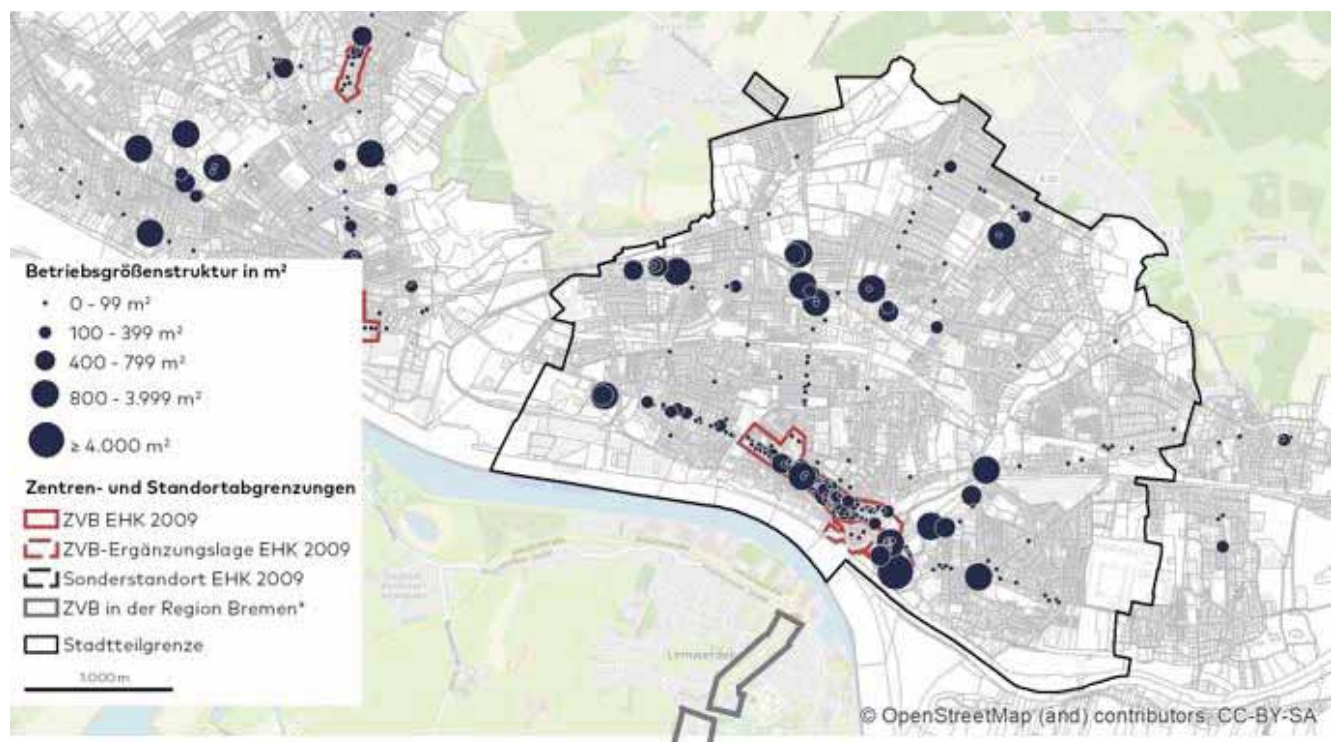 Betriebsgrößenstruktur in m²
0 - 99 m²
100 - 399 m²
400 - 799 m²
800 - 3.999 m²
≥ 4.000 m²
Zentren- und Standortabgrenzungen
ZVB EHK 2009
ZVB-Ergänzungslage EHK 2009
Sonderstandort EHK 2009
ZVB in der Region Bremen*
Stadtteilgrenze
1.000 m
Lemwerder
© OpenStreetMap (and) contributors, CC-BY-SA